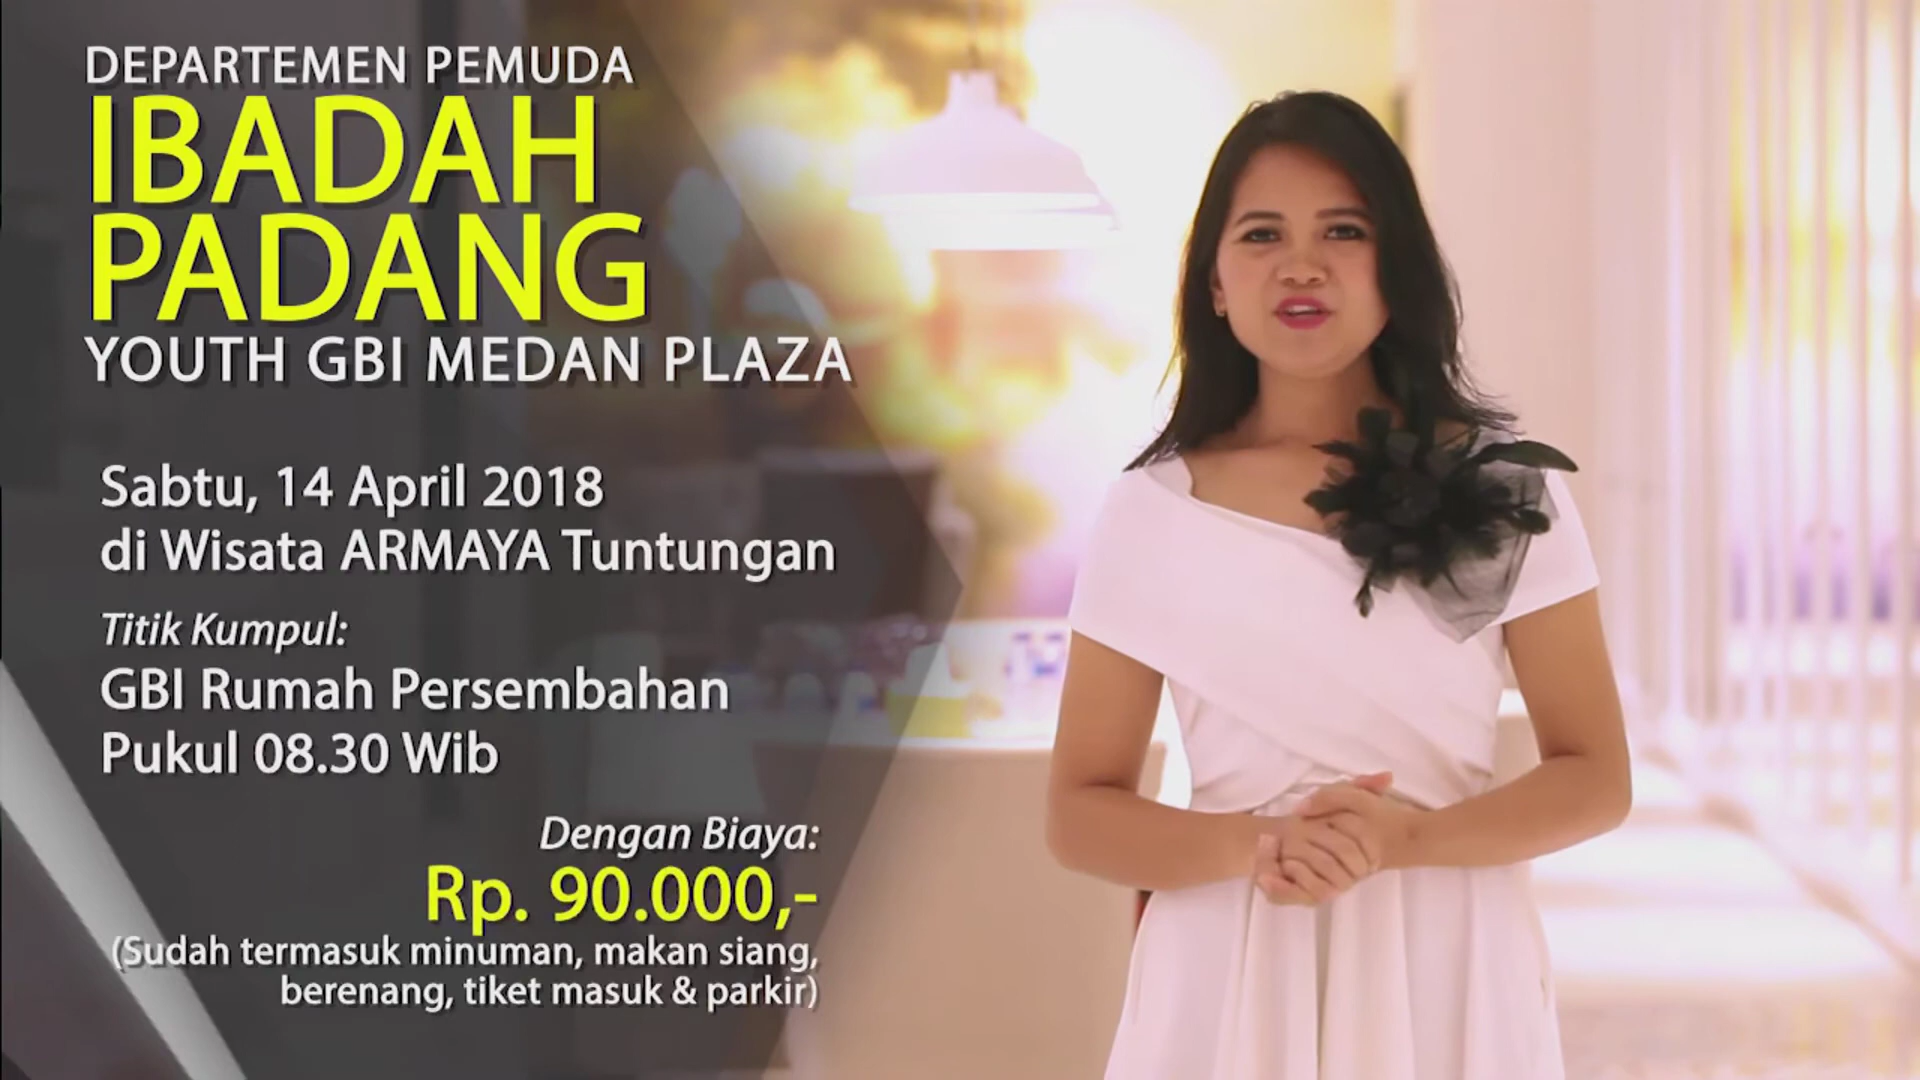 DEPARTEMEN PEMUDA
IBADAH
PADANG
YOUTH GBI MEDAN PLAZA
Sabtu, 14 April 2018
di Wisata ARMAYA Tuntungan
Titik Kumpul:
GBI Rumah Persembahan
Pukul 08.30 Wib
Dengan Biaya:
Rp. 90.000,-
(Sudah termasuk minuman, makan siang,
berenang, tiket masuk & parkir)